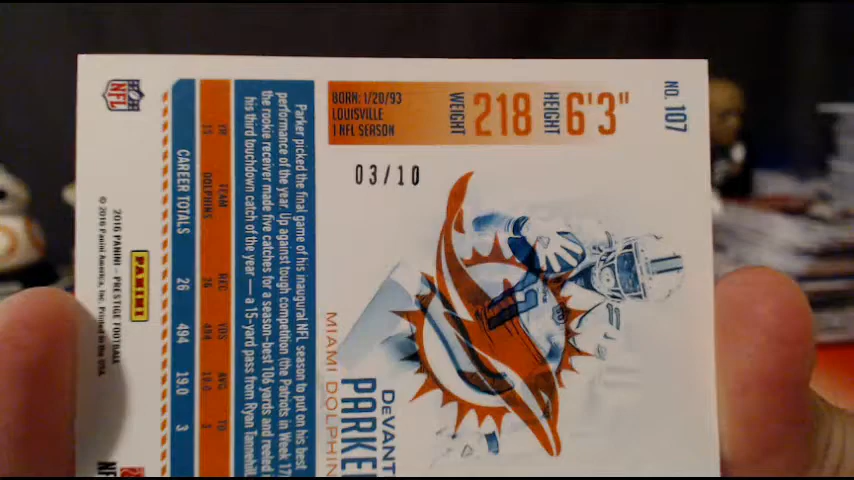 NO. 107
HEIGHT 6'3"
WEIGHT 218
BORN: 1/20/93
LOUISVILLE
1 NFL SEASON
03/10
DeVANT
PARKE
MIAMI DOLPHIN
Parker picked the final game of his inaugural NFL season to put on his best
performance of the year. Up against tough competition (the Patriots in Week 17
the rookie receiver made five catches for a season-best 106 yards and reeled i
his third touchdown catch of the year — a 15-yard pass from Ryan Tannehill
YR TEAM REC YDS AVG TD
15 DOLPHINS 26 494 19.0 3
CAREER TOTALS 26 494 19.0 3
NFL
PANINI
2016 PANINI - PRESTIGE FOOTBALL
© 2016 Panini America, Inc. Printed in the USA.